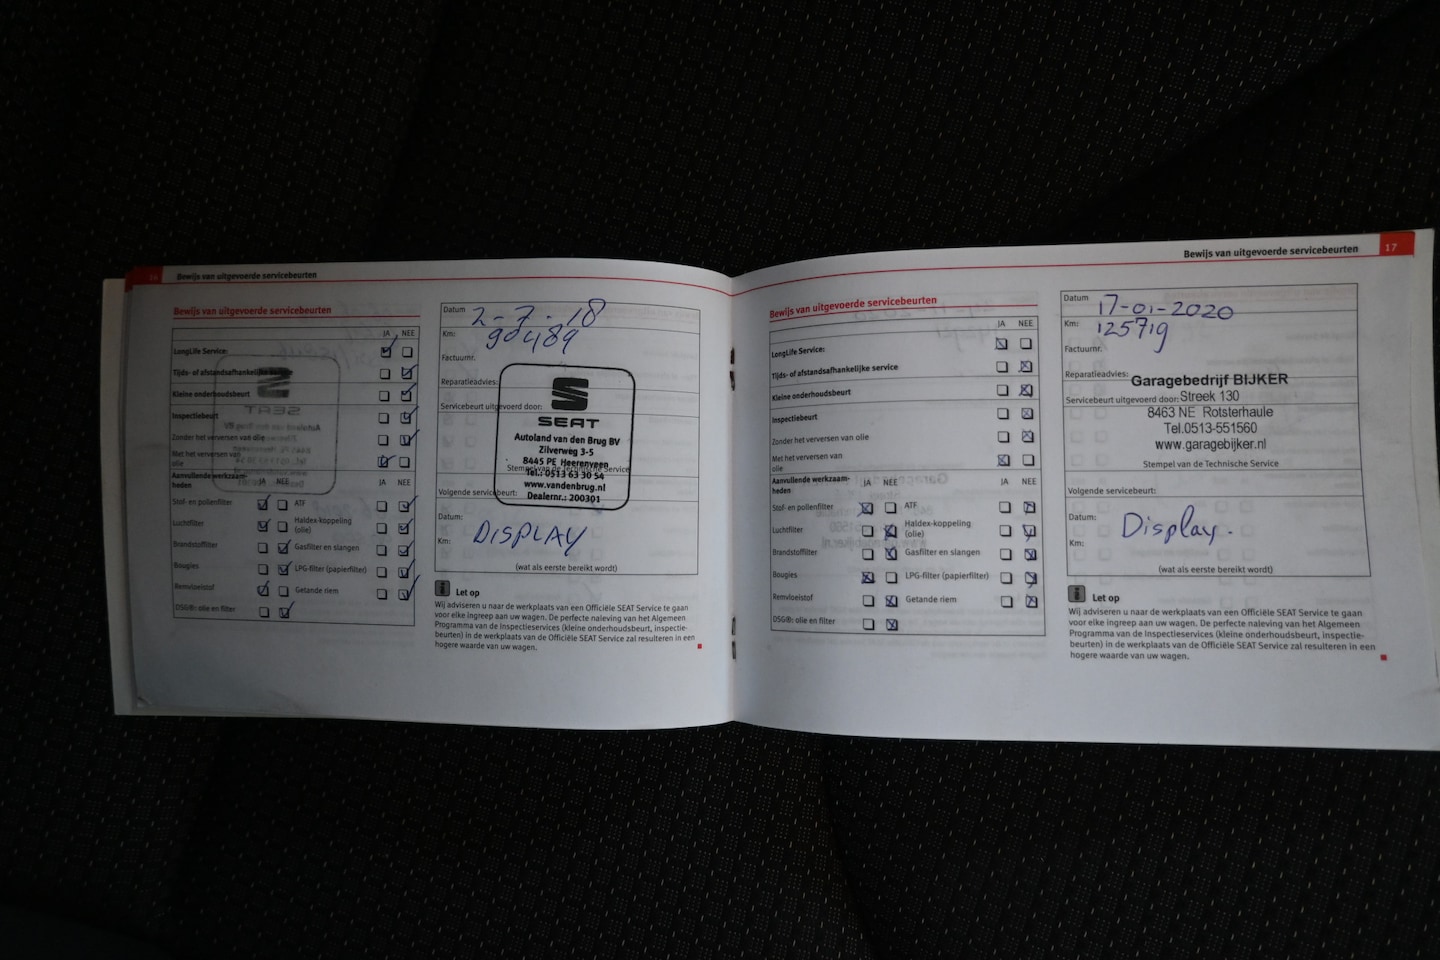 16 Bewijs van uitgevoerde servicebeurten
Bewijs van uitgevoerde servicebeurten
JA NEE
LongLife Service:
Tijds- of afstandsafhankelijke service
Kleine onderhoudsbeurt
Inspectiebeurt
Zonder het verversen van olie
Met het verversen van
olie
Aanvullende werkzaam-
heden
JA NEE
JA NEE
Stof- en pollenfilter
ATF
Luchtfilter
Haldex-koppeling
(olie)
Brandstoffilter
Gasfilter en slangen
Bougies
LPG-filter (papierfilter)
Remvloeistof
Getande riem
DSG®: olie en filter
Datum
2-7-18
Km:
90489
Factuurnr.
Reparatieadvies:
Servicebeurt uitgevoerd door:
SEAT
Autoland van den Brug BV
Zilverweg 3-5
8445 PE Heerenveen
Stempel van de Technische Service
Tel.: 0513 63 30 54
www.vandenbrug.nl
Dealernr.: 200301
Volgende servicebeurt:
Datum:
Km:
DISPLAY
(wat als eerste bereikt wordt)
i Let op
Wij adviseren u naar de werkplaats van een Officiële SEAT Service te gaan
voor elke ingreep aan uw wagen. De perfecte naleving van het Algemeen
Programma van de Inspectieservices (kleine onderhoudsbeurt, inspectie-
beurten) in de werkplaats van de Officiële SEAT Service zal resulteren in een
hogere waarde van uw wagen.
Bewijs van uitgevoerde servicebeurten 17
Bewijs van uitgevoerde servicebeurten
JA NEE
LongLife Service:
Tijds- of afstandsafhankelijke service
Kleine onderhoudsbeurt
Inspectiebeurt
Zonder het verversen van olie
Met het verversen van
olie
Aanvullende werkzaam-
heden
JA NEE
JA NEE
Stof- en pollenfilter
ATF
Luchtfilter
Haldex-koppeling
(olie)
Brandstoffilter
Gasfilter en slangen
Bougies
LPG-filter (papierfilter)
Remvloeistof
Getande riem
DSG®: olie en filter
Datum
17-01-2020
Km:
125719
Factuurnr.
Reparatieadvies:
Garagebedrijf BIJKER
Servicebeurt uitgevoerd door:
Streek 130
8463 NE Rotsterhaule
Tel.0513-551560
www.garagebijker.nl
Stempel van de Technische Service
Volgende servicebeurt:
Datum:
Km:
Display.
(wat als eerste bereikt wordt)
i Let op
Wij adviseren u naar de werkplaats van een Officiële SEAT Service te gaan
voor elke ingreep aan uw wagen. De perfecte naleving van het Algemeen
Programma van de Inspectieservices (kleine onderhoudsbeurt, inspectie-
beurten) in de werkplaats van de Officiële SEAT Service zal resulteren in een
hogere waarde van uw wagen.